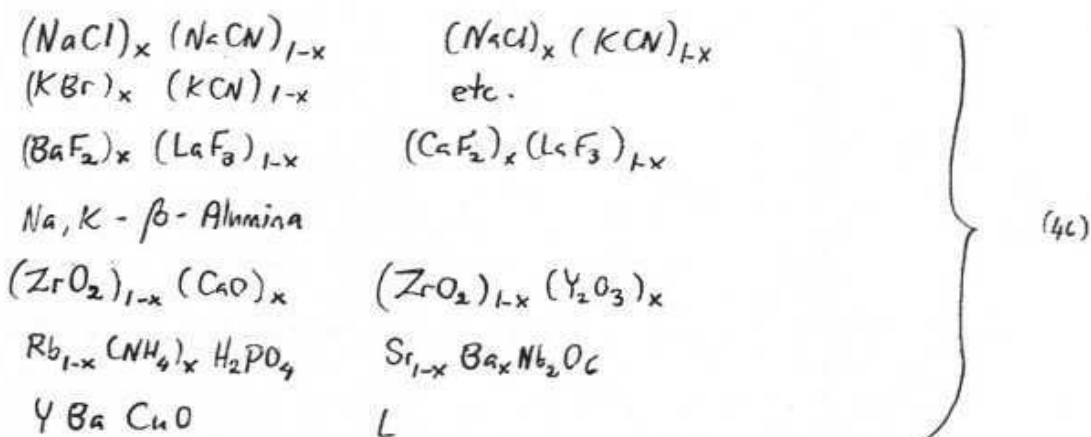 (NaCl)ₓ (NaCN)₁₋ₓ (NaCl)ₓ (KCN)₁₋ₓ
(KBr)ₓ (KCN)₁₋ₓ etc.
(BaF₂)ₓ (LaF₃)₁₋ₓ (CaF₂)ₓ (LaF₃)₁₋ₓ
Na, K - β - Alumina
(4c)
(ZrO₂)₁₋ₓ (CaO)ₓ (ZrO₂)₁₋ₓ (Y₂O₃)ₓ
Rb₁₋ₓ (NH₄)ₓ H₂PO₄ Sr₁₋ₓ Baₓ Nb₂O₆
Y Ba CuO L